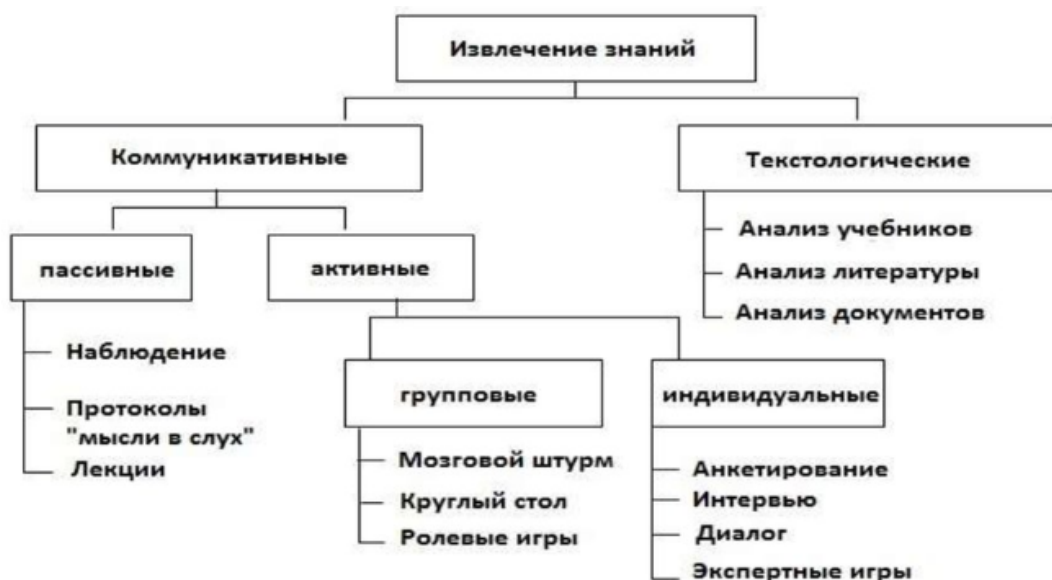 Извлечение знаний
Коммуникативные
Текстологические
пассивные
активные
Анализ учебников
Анализ литературы
Анализ документов
Наблюдение
Протоколы
"мысли в слух"
Лекции
групповые
индивидуальные
Мозговой штурм
Круглый стол
Ролевые игры
Анкетирование
Интервью
Диалог
Экспертные игры